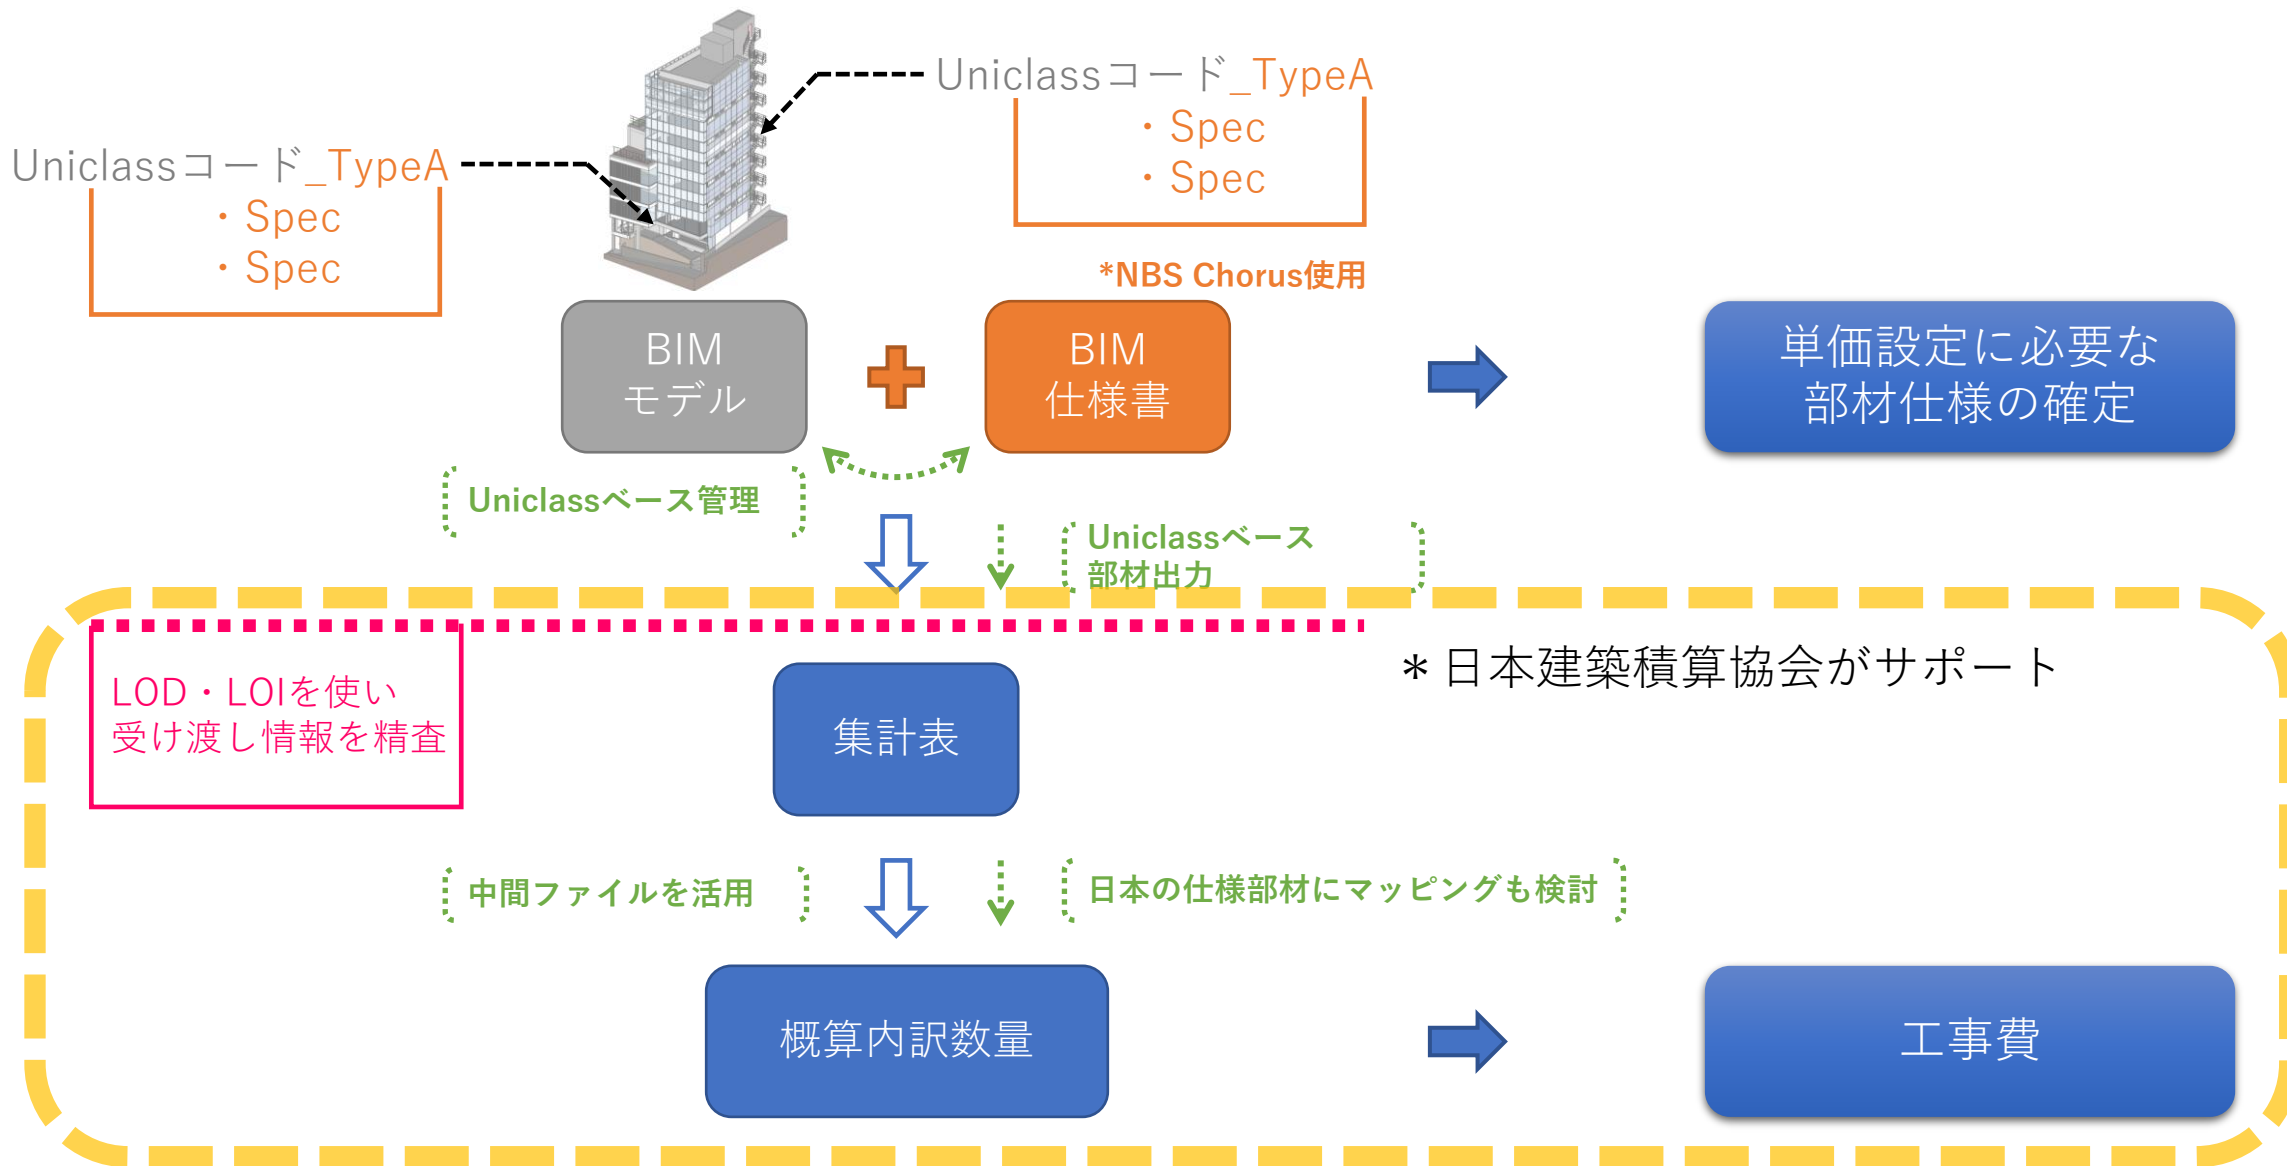 Uniclassコード_TypeA
・Spec
・Spec
Uniclassコード_TypeA
・Spec
・Spec
*NBS Chorus使用
BIM
モデル
BIM
仕様書
単価設定に必要な
部材仕様の確定
Uniclassベース管理
Uniclassベース
部材出力
LOD・LOIを使い
受け渡し情報を精査
＊日本建築積算協会がサポート
集計表
中間ファイルを活用
日本の仕様部材にマッピングも検討
概算内訳数量
工事費